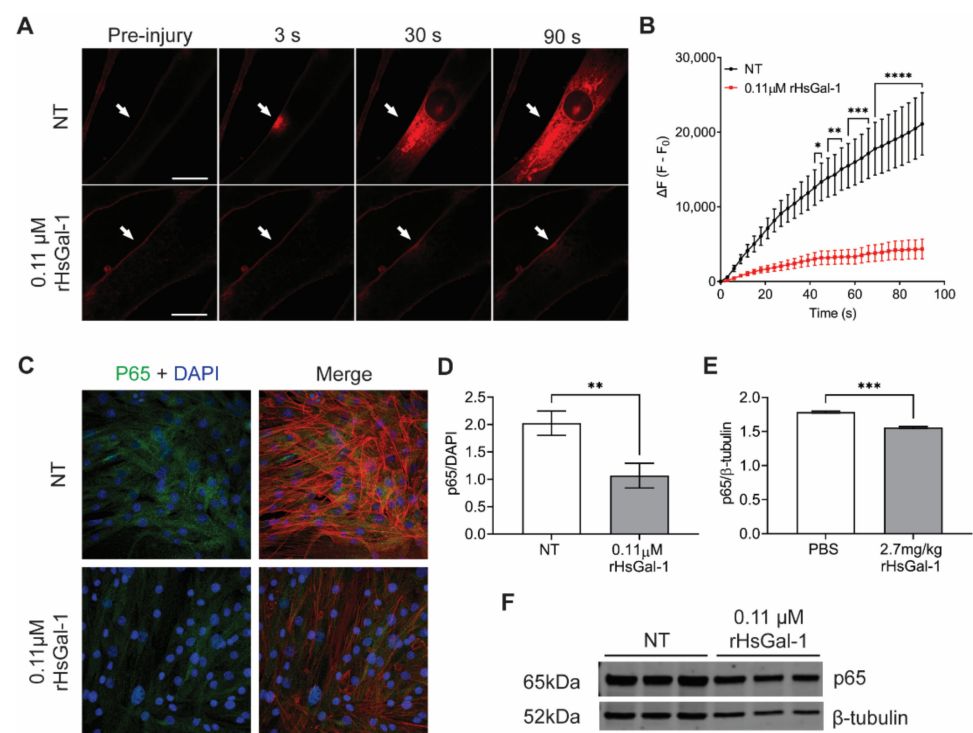 A
Pre-injury
3 s
30 s
90 s
NT
0.11 μM
rHsGal-1
B
30,000
20,000
10,000
0
ΔF (F - F₀)
NT
0.11μM rHsGal-1
*
**
***
****
0
20
40
60
80
100
Time (s)
C
P65 + DAPI
Merge
NT
0.11μM
rHsGal-1
D
**
2.5
2.0
1.5
1.0
0.5
0.0
p65/DAPI
NT
0.11μM
rHsGal-1
E
***
2.0
1.5
1.0
0.5
0.0
p65/β-tubulin
PBS
2.7mg/kg
rHsGal-1
F
NT
0.11 μM
rHsGal-1
65kDa
p65
52kDa
β-tubulin